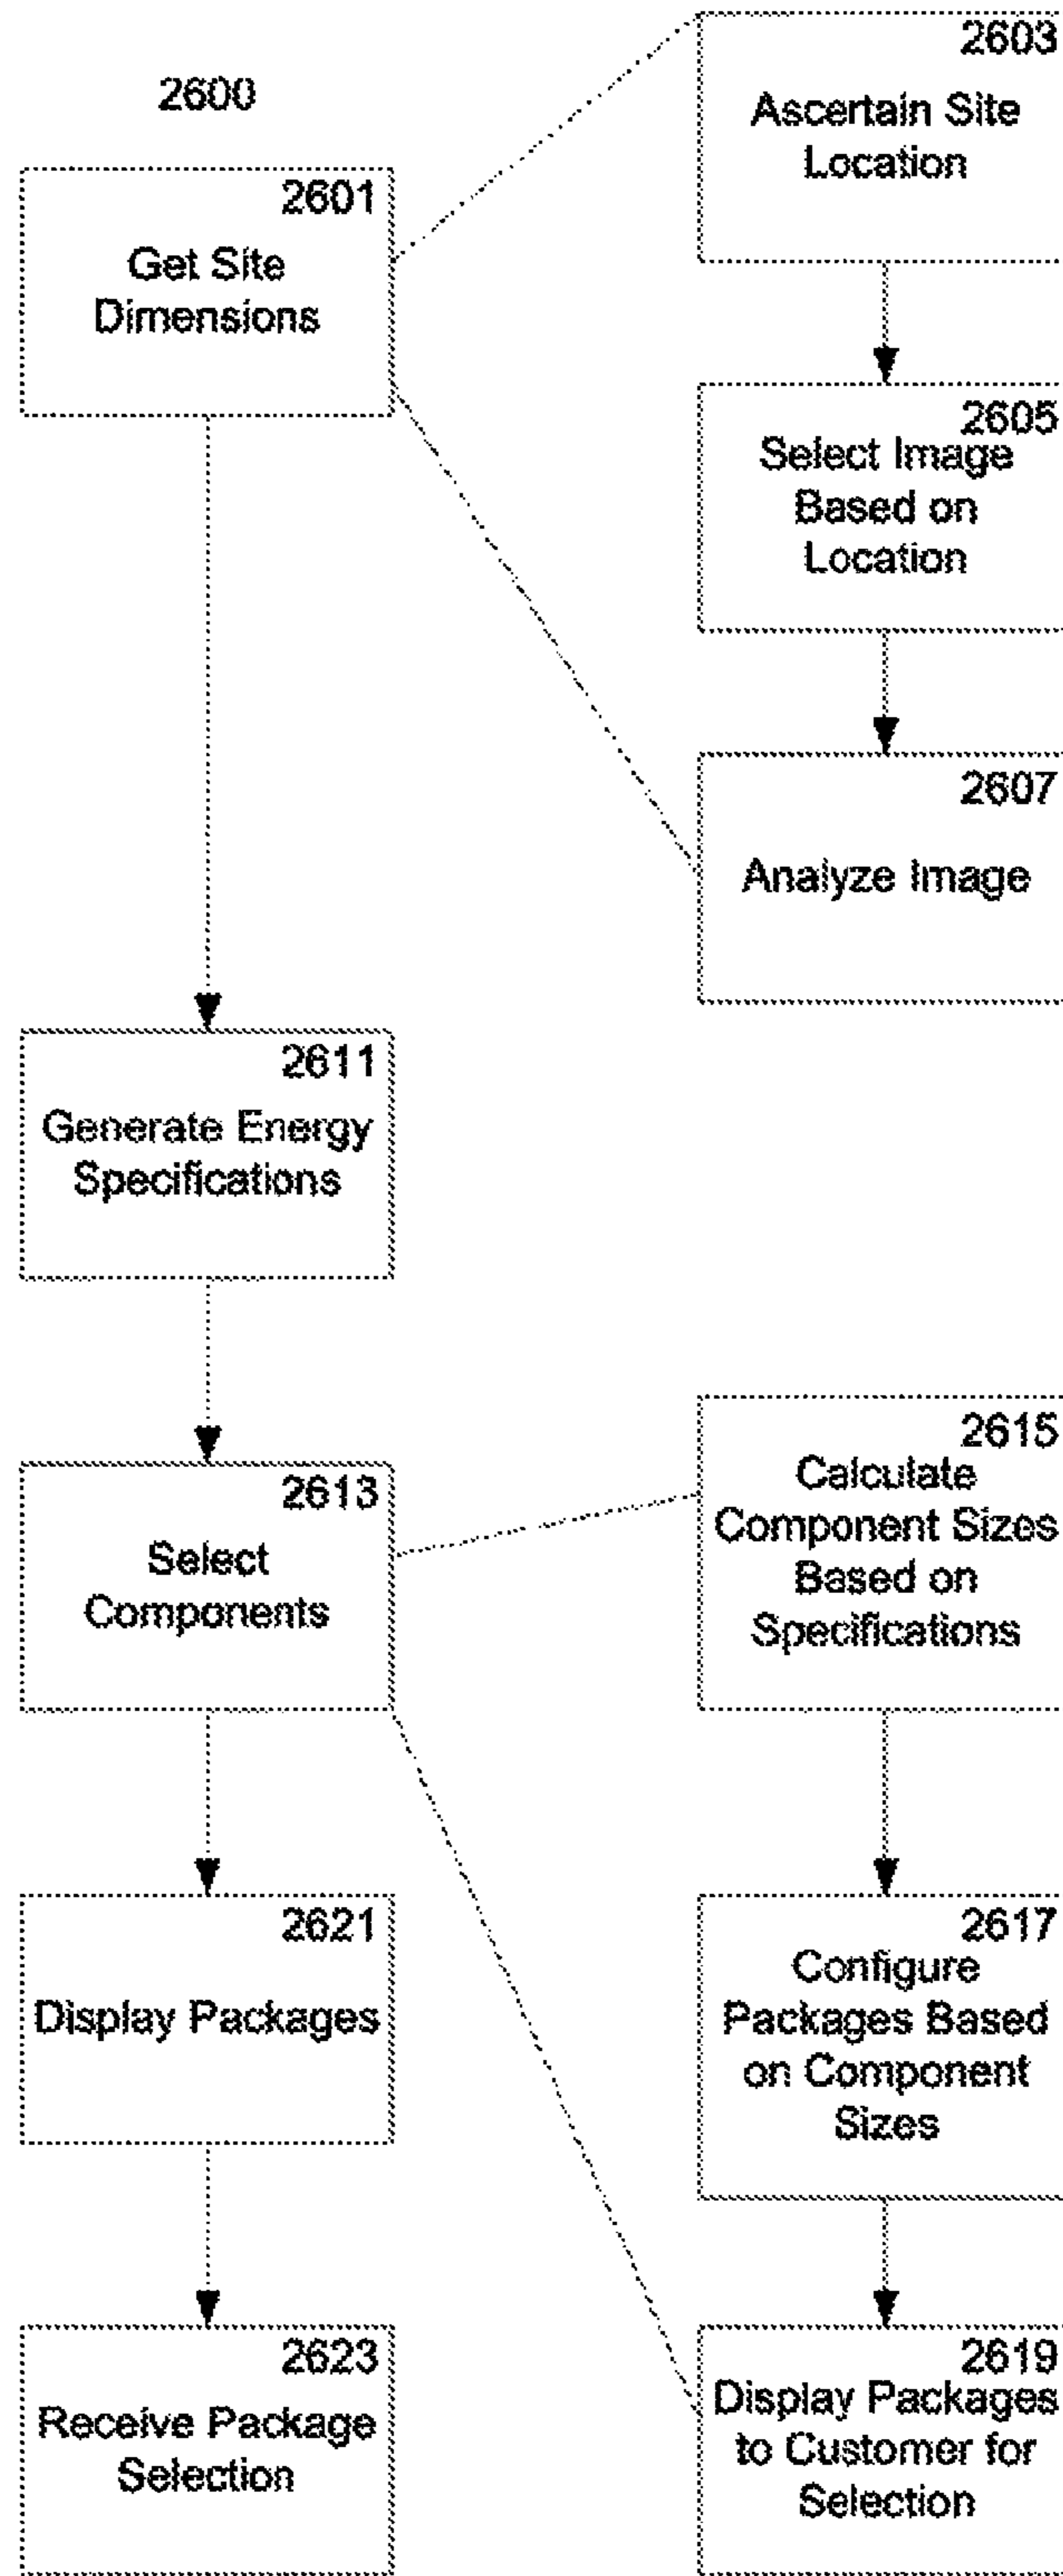 2600
2601
Get Site
Dimensions
2603
Ascertain Site
Location
2605
Select Image
Based on
Location
2607
Analyze Image
2611
Generate Energy
Specifications
2613
Select
Components
2615
Calculate
Component Sizes
Based on
Specifications
2617
Configure
Packages Based
on Component
Sizes
2619
Display Packages
to Customer for
Selection
2621
Display Packages
2623
Receive Package
Selection